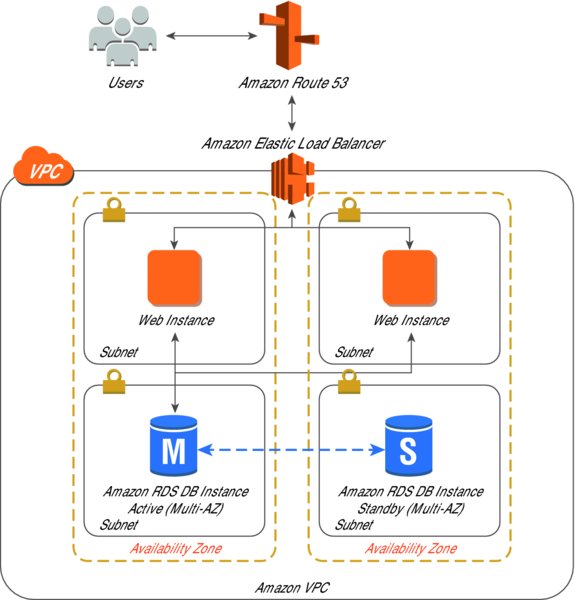 Users
Amazon Route 53
Amazon Elastic Load Balancer
VPC
Web Instance
Subnet
Web Instance
Subnet
M
Amazon RDS DB Instance
Active (Multi-AZ)
Subnet
S
Amazon RDS DB Instance
Standby (Multi-AZ)
Subnet
Availability Zone
Availability Zone
Amazon VPC